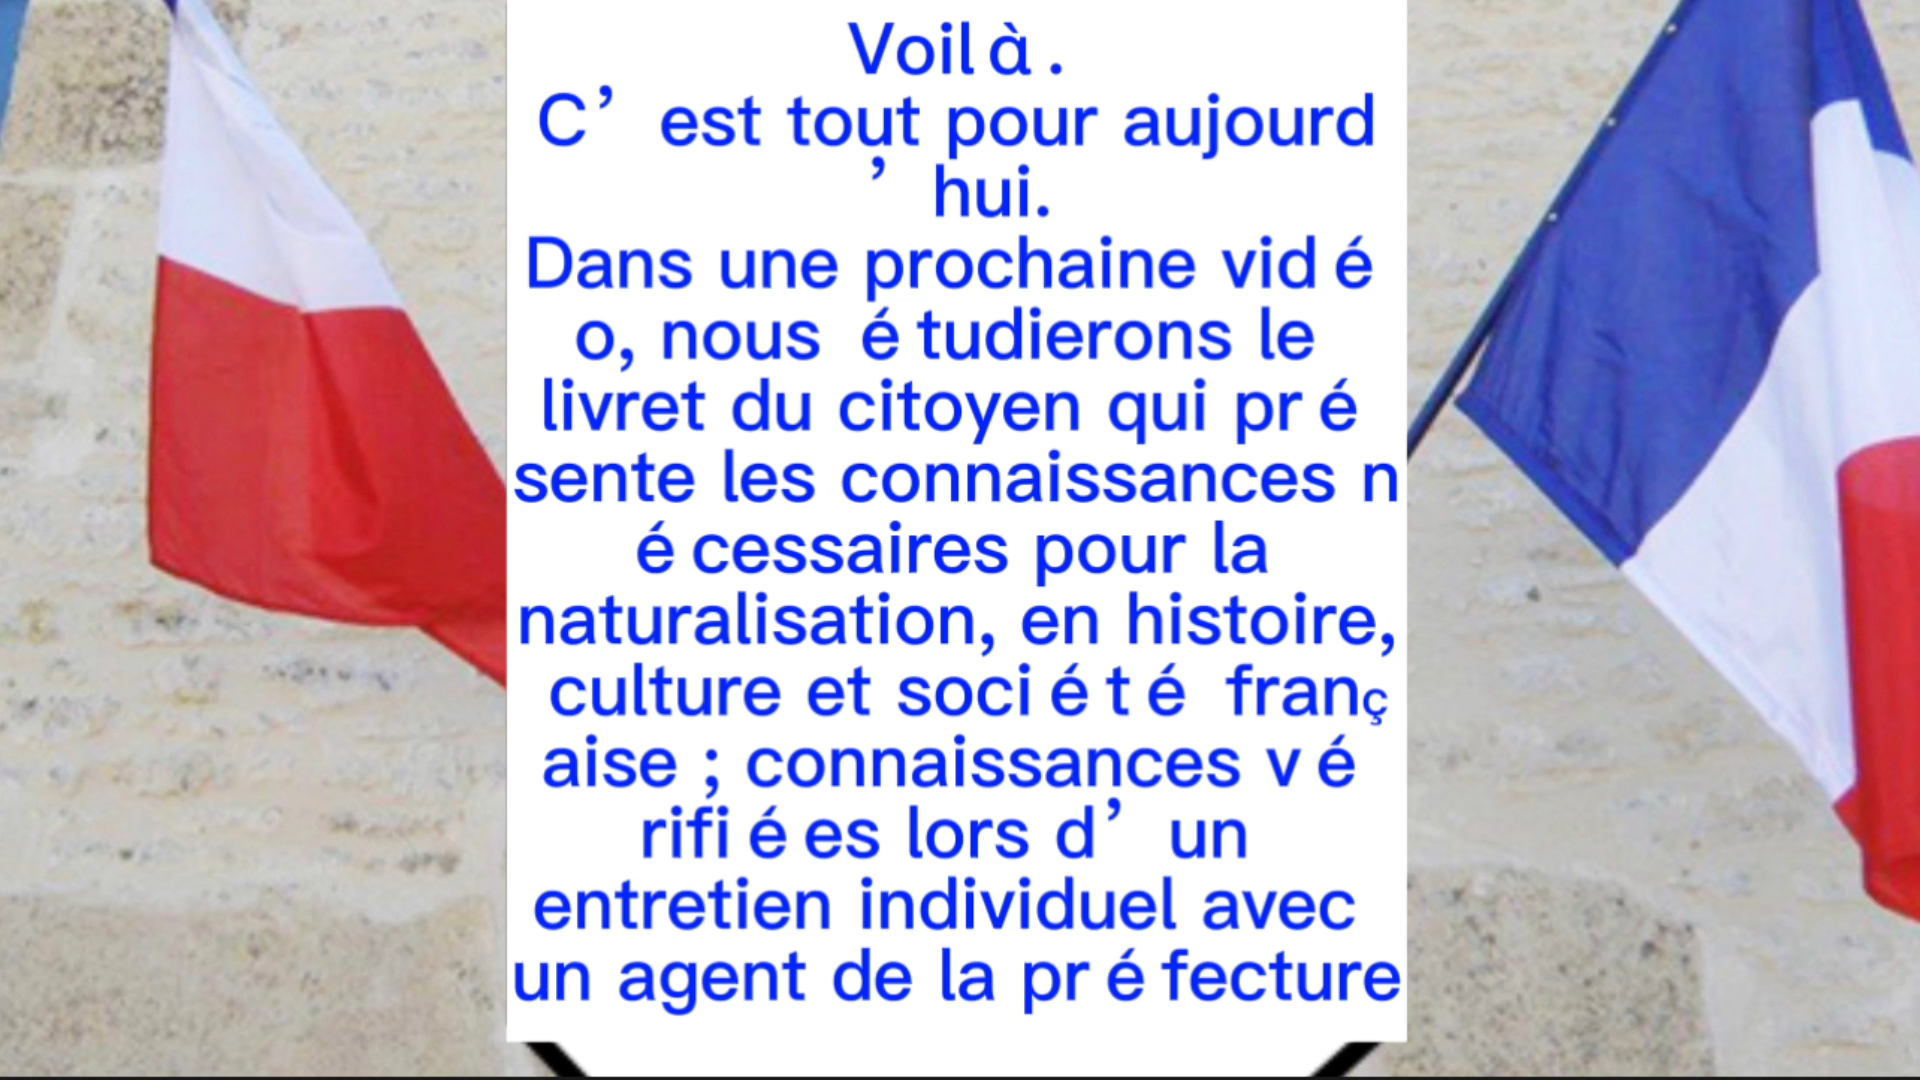 Voilà.
C’ est tout pour aujourd
’ hui.
Dans une prochaine vidé
o, nous étudierons le
livret du citoyen qui pré
sente les connaissances n
écessaires pour la
naturalisation, en histoire,
culture et société franç
aise ; connaissances vé
rifiées lors d’ un
entretien individuel avec
un agent de la préfecture